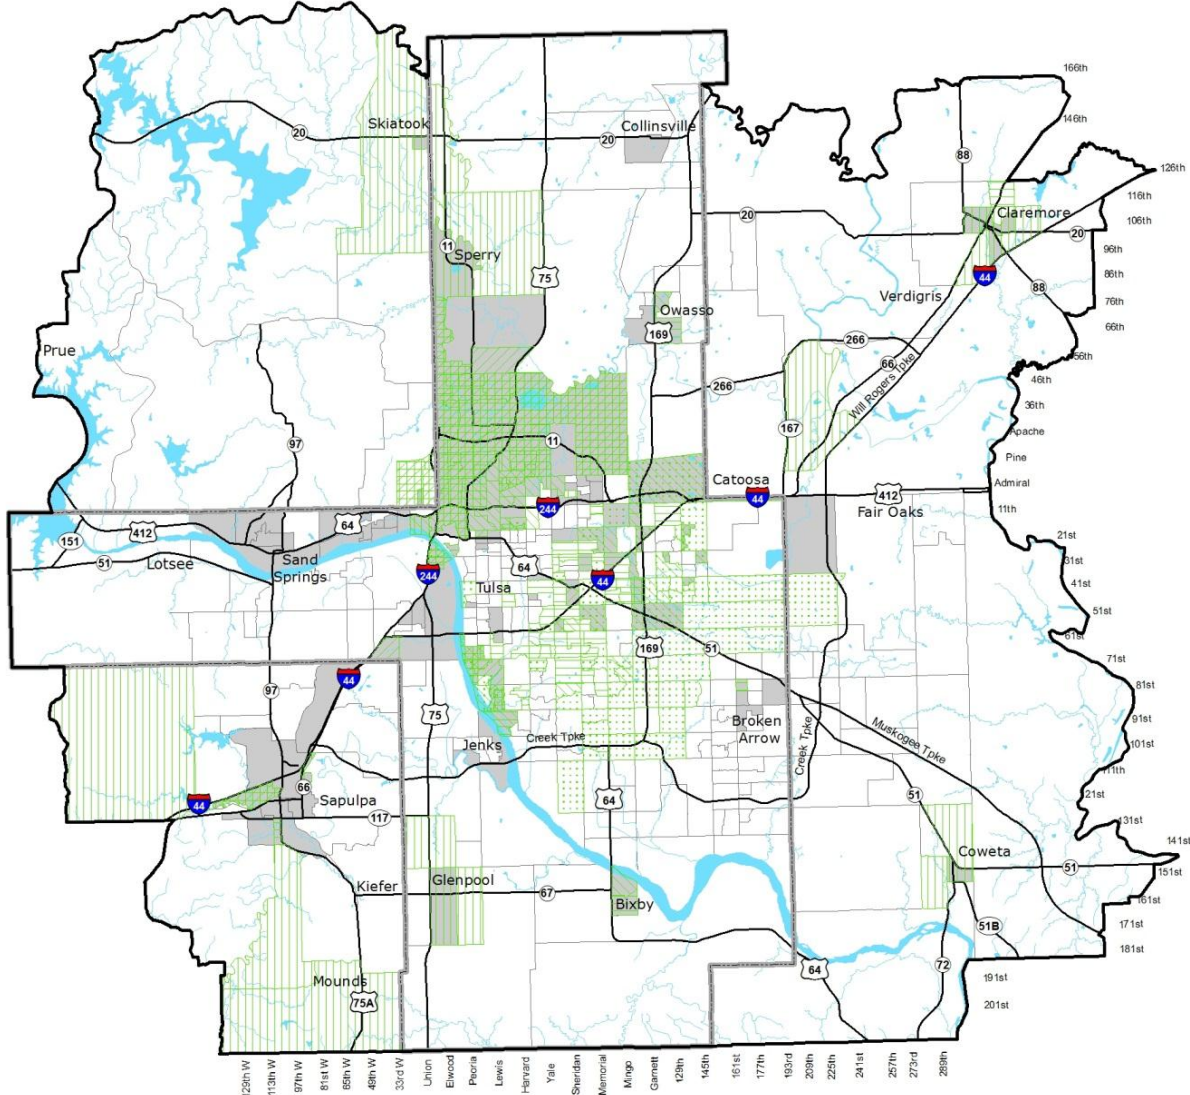 166th
146th
Skiatook
Collinsville
20
20
88
126th
116th
Claremore
106th
20
20
96th
11
Sperry
75
44
86th
Verdigris
88
76th
Owasso
66th
169
266
Prue
56th
66
46th
266
Will Rogers Tpke
36th
167
Apache
97
11
Pine
Catoosa
Admiral
44
412
244
Fair Oaks
11th
64
412
151
21st
51
Lotsee
Sand
Springs
64
31st
244
44
Tulsa
41st
51st
61st
169
51
71st
44
97
81st
75
Broken
Arrow
91st
Muskogee Tpke
Creek Tpke
Jenks
Creek Tpke
101st
111th
66
Sapulpa
44
64
51
121st
117
131st
141st
Coweta
51
151st
Kiefer
Glenpool
67
Bixby
161st
51B
171st
181st
64
72
Mounds
191st
75A
201st
129th W
113th W
97th W
81st W
65th W
49th W
33rd W
Union
Elwood
Peoria
Lewis
Harvard
Yale
Sheridan
Memorial
Mingo
Garnett
129th
145th
161st
177th
193rd
209th
225th
241st
257th
273rd
289th